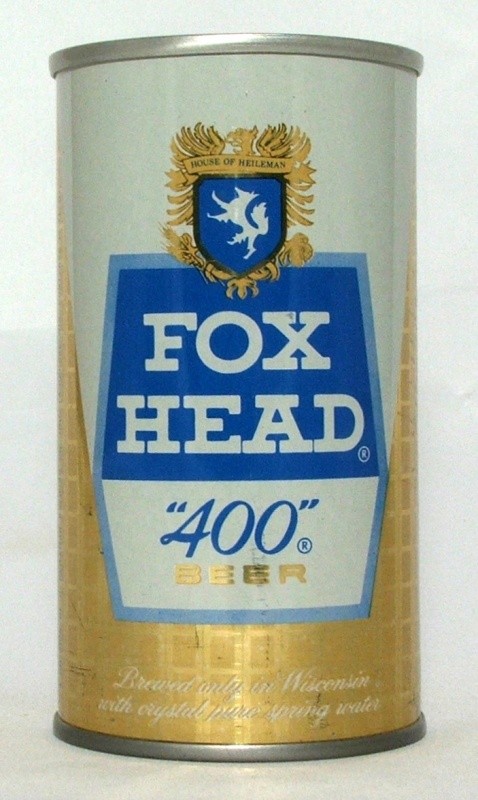 HOUSE OF HEILEMAN
FOX
HEAD®
"400"®
BEER
Brewed only in Wisconsin
with crystal pure spring water